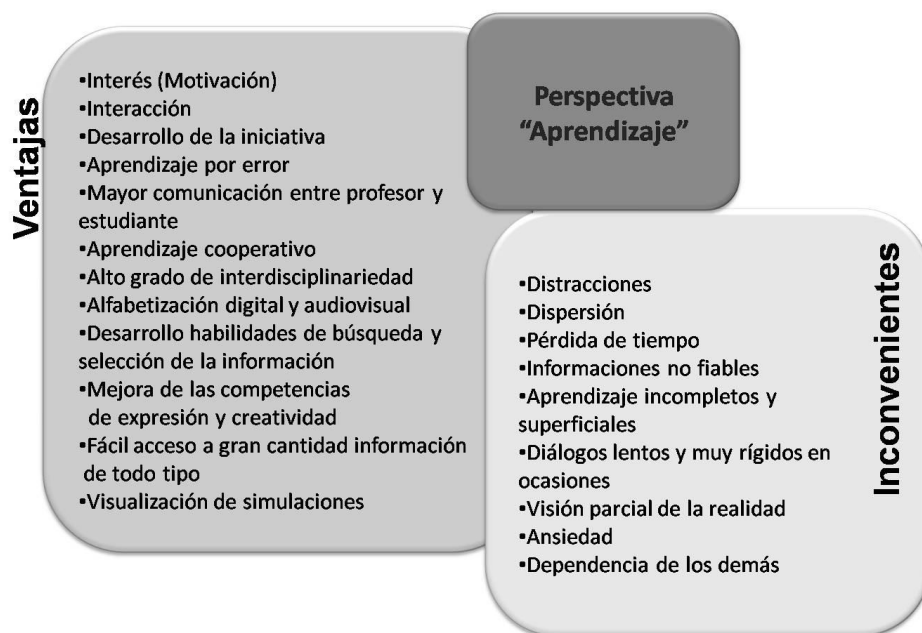 Ventajas
▪Interés (Motivación)
▪Interacción
▪Desarrollo de la iniciativa
▪Aprendizaje por error
▪Mayor comunicación entre profesor y
estudiante
▪Aprendizaje cooperativo
▪Alto grado de interdisciplinariedad
▪Alfabetización digital y audiovisual
▪Desarrollo habilidades de búsqueda y
selección de la información
▪Mejora de las competencias
de expresión y creatividad
▪Fácil acceso a gran cantidad información
de todo tipo
▪Visualización de simulaciones
Perspectiva
“Aprendizaje”
Inconvenientes
▪Distracciones
▪Dispersión
▪Pérdida de tiempo
▪Informaciones no fiables
▪Aprendizaje incompletos y
superficiales
▪Diálogos lentos y muy rígidos en
ocasiones
▪Visión parcial de la realidad
▪Ansiedad
▪Dependencia de los demás